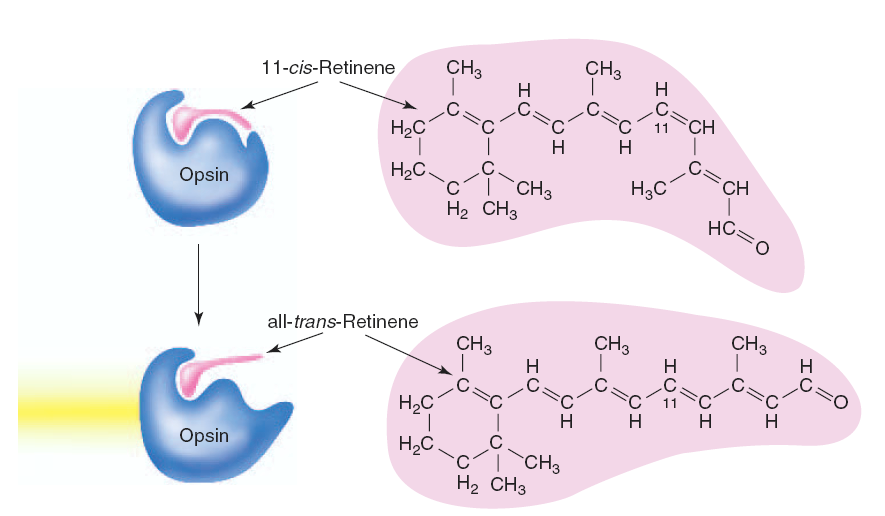 11-cis-Retinene
CH3 CH3
H H
C C C C
H2C C C C 11 CH
H H
Opsin
H2C C CH3 H3C C CH
C
H2 CH3 HC
O
all-trans-Retinene
CH3 CH3 CH3
H H H
C C C C C C
H2C C C C 11 C C O
H H H H
Opsin
H2C C
C CH3
H2 CH3